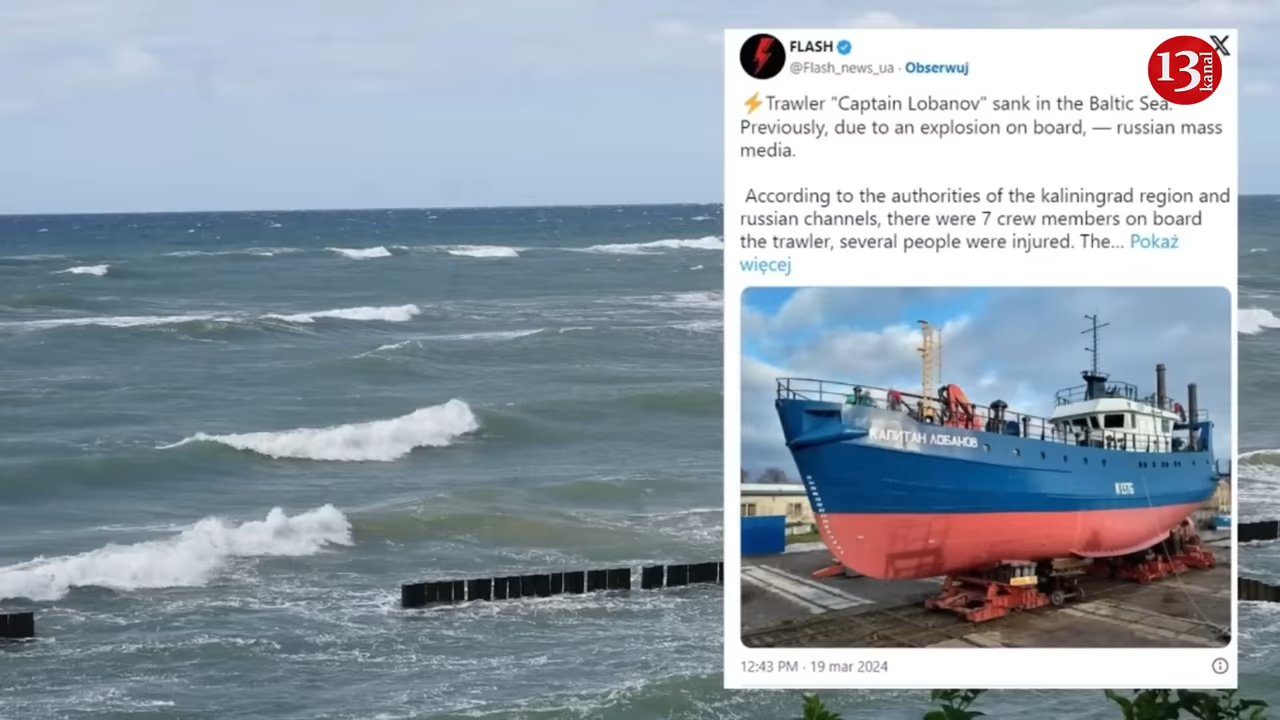 FLASH
@Flash_news_ua · Obserwuj
⚡Trawler "Captain Lobanov" sank in the Baltic Sea.
Previously, due to an explosion on board, — russian mass
media.
According to the authorities of the kaliningrad region and
russian channels, there were 7 crew members on board
the trawler, several people were injured. The... Pokaż
więcej
КАПИТАН ЛОБАНОВ
12:43 PM · 19 mar 2024
13 kanal